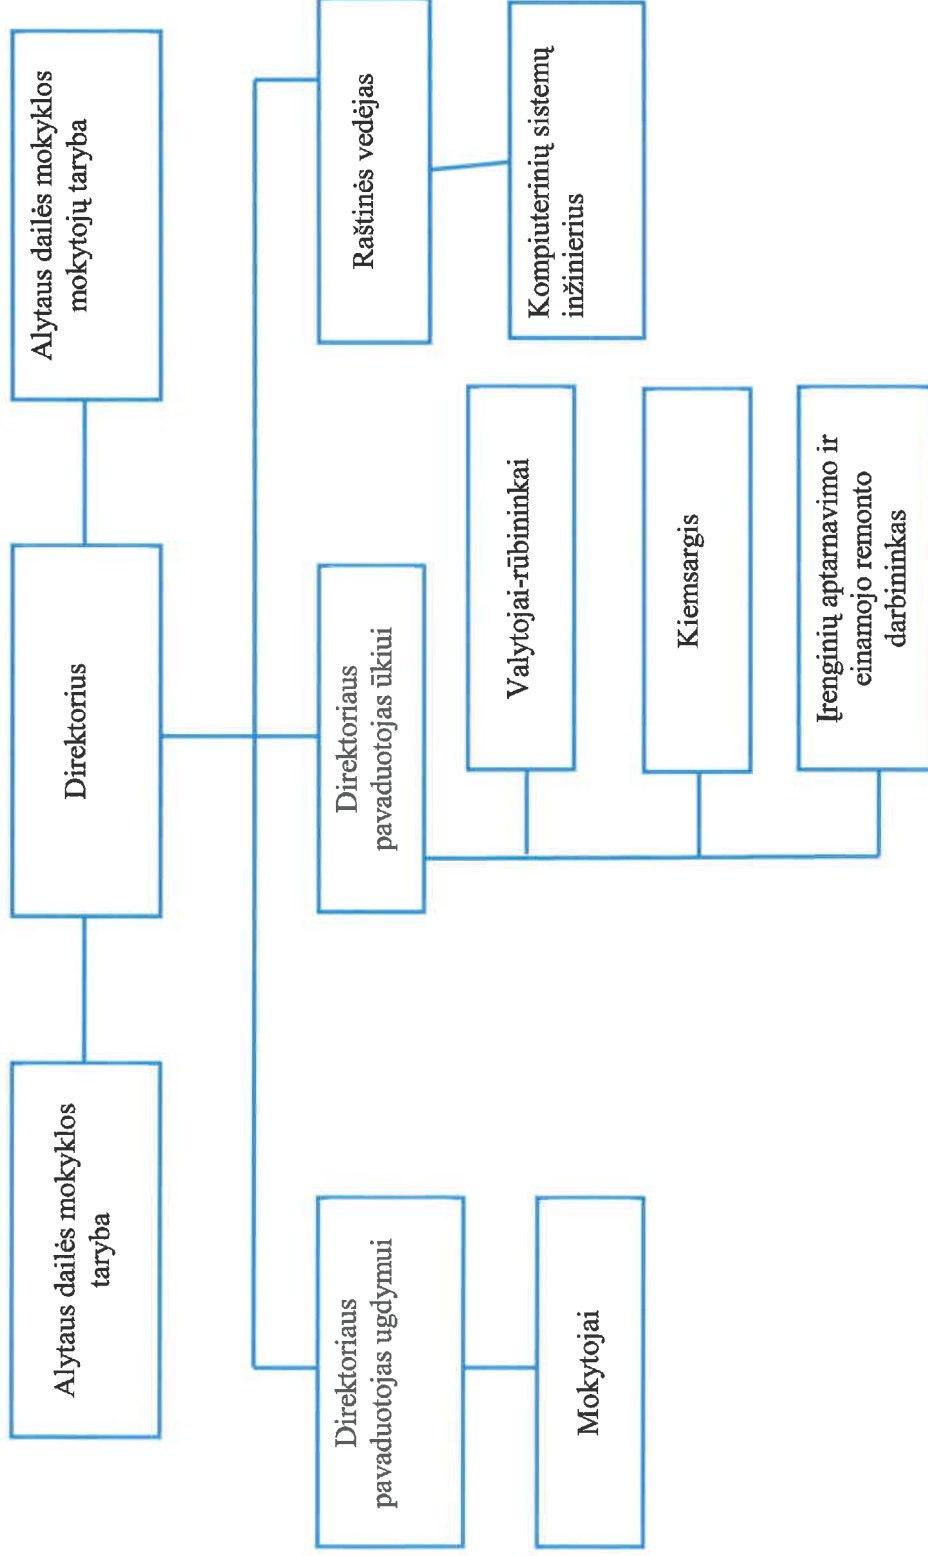 Alytaus dailės mokyklos
taryba
Direktorius
Alytaus dailės mokyklos
mokytojų taryba
Direktoriaus
pavaduotojas ugdymui
Direktoriaus
pavaduotojas ūkiui
Raštinės vedėjas
Mokytojai
Valytojai-rūbininkai
Kiemsargis
Įrenginių aptarnavimo ir
einamojo remonto
darbininkas
Kompiuterinių sistemų
inžinierius